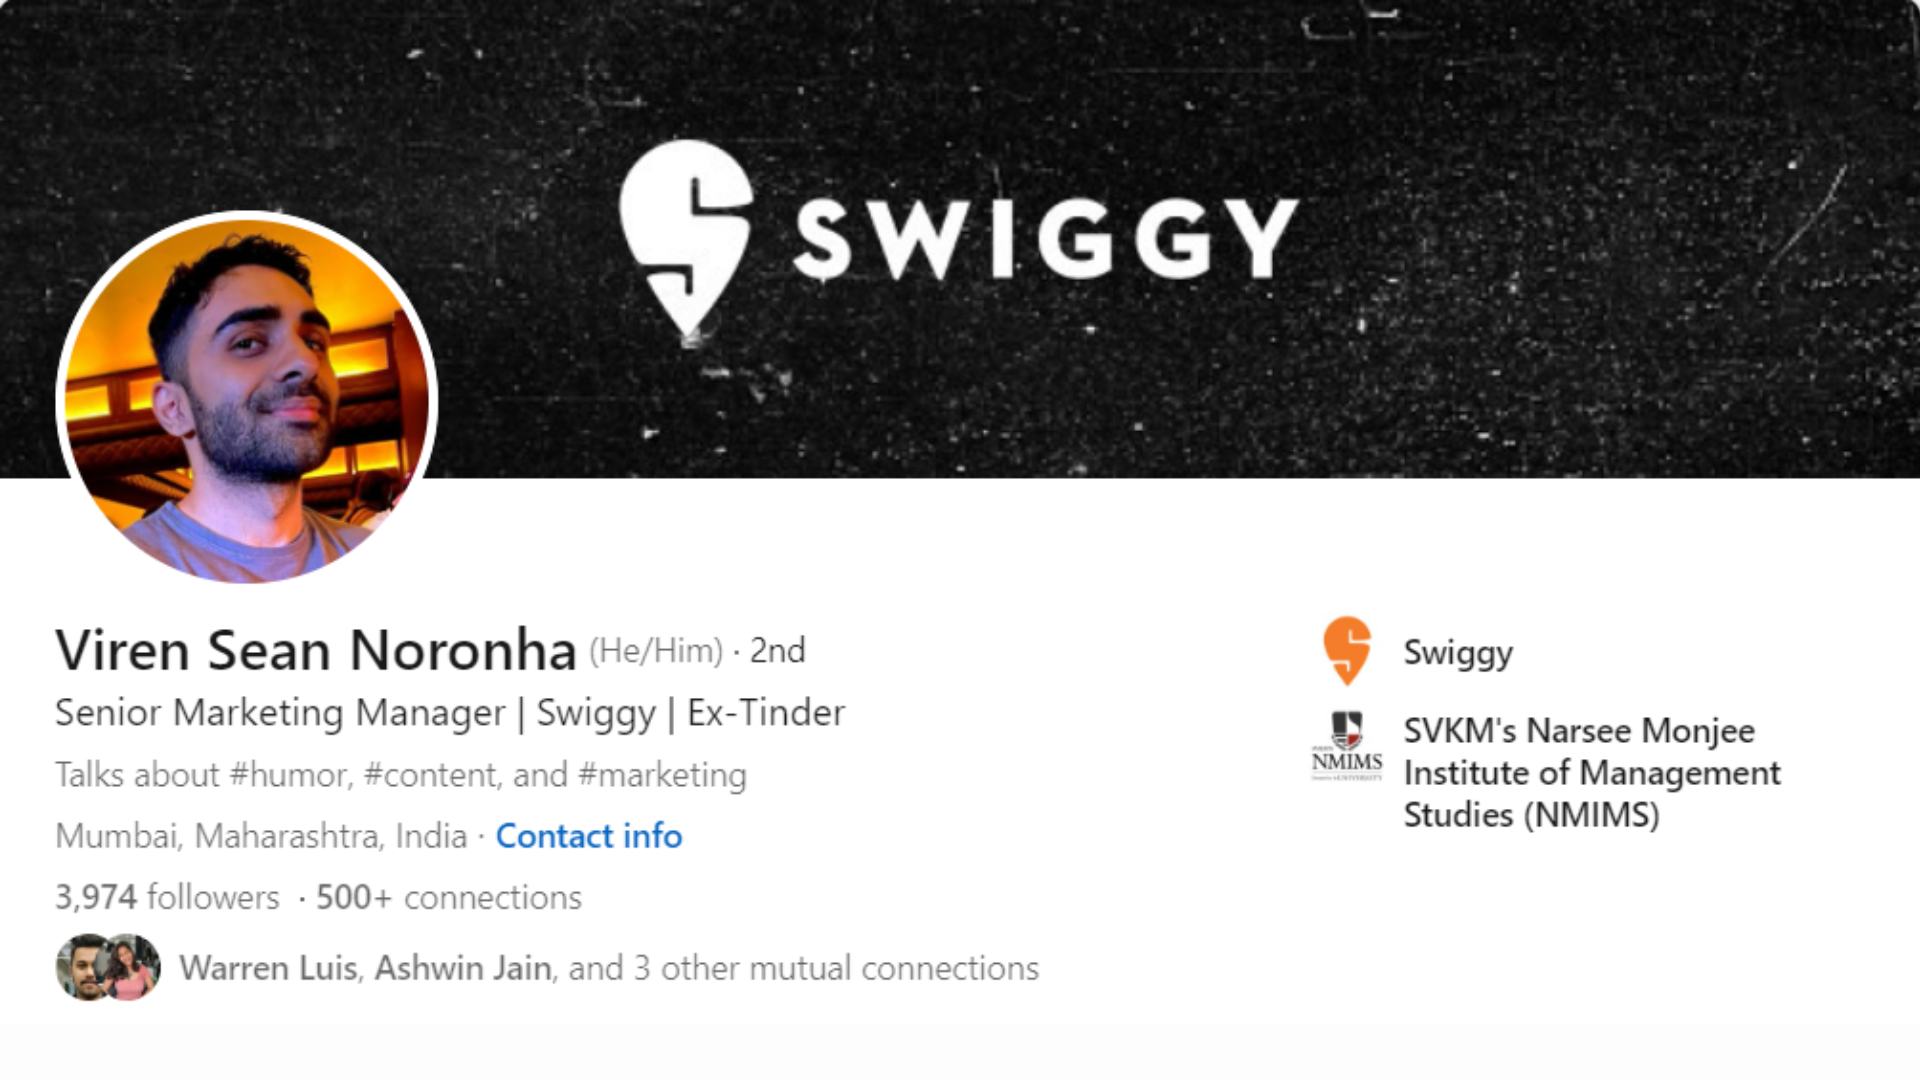 SWIGGY
Viren Sean Noronha (He/Him) · 2nd
Senior Marketing Manager | Swiggy | Ex-Tinder
Talks about #humor, #content, and #marketing
Mumbai, Maharashtra, India · Contact info
3,974 followers · 500+ connections
Warren Luis, Ashwin Jain, and 3 other mutual connections
Swiggy
NMIMS
SVKM's Narsee Monjee
Institute of Management
Studies (NMIMS)